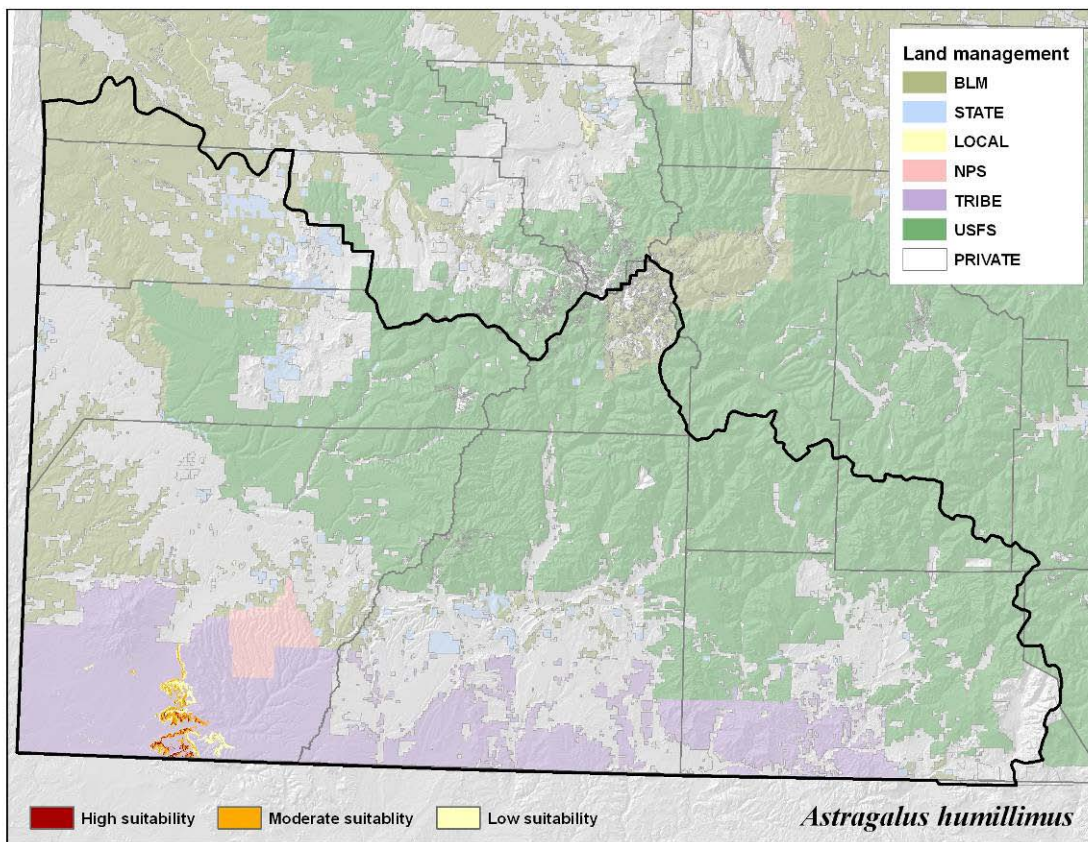 Land management
BLM
STATE
LOCAL
NPS
TRIBE
USFS
PRIVATE
High suitability
Moderate suitablity
Low suitability
Astragalus humillimus